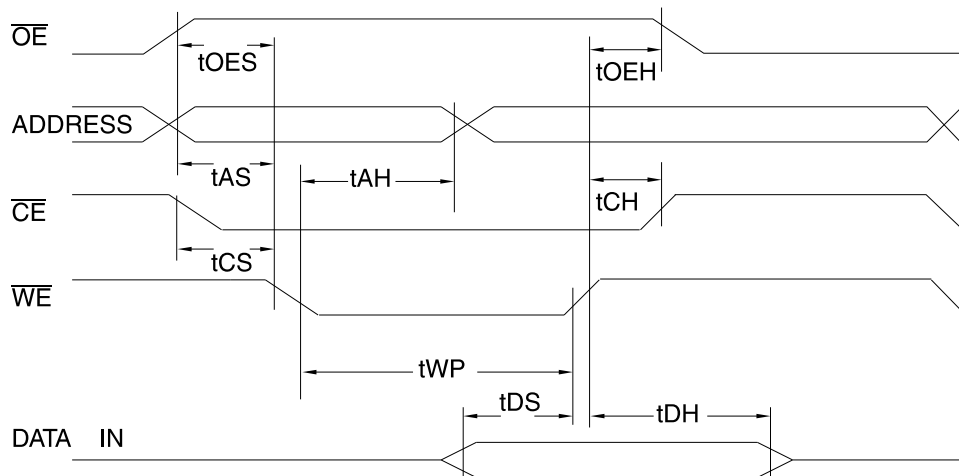 OE
tOES
tOEH
ADDRESS
tAS
tAH
tCH
CE
tCS
WE
tWP
tDS
tDH
DATA IN